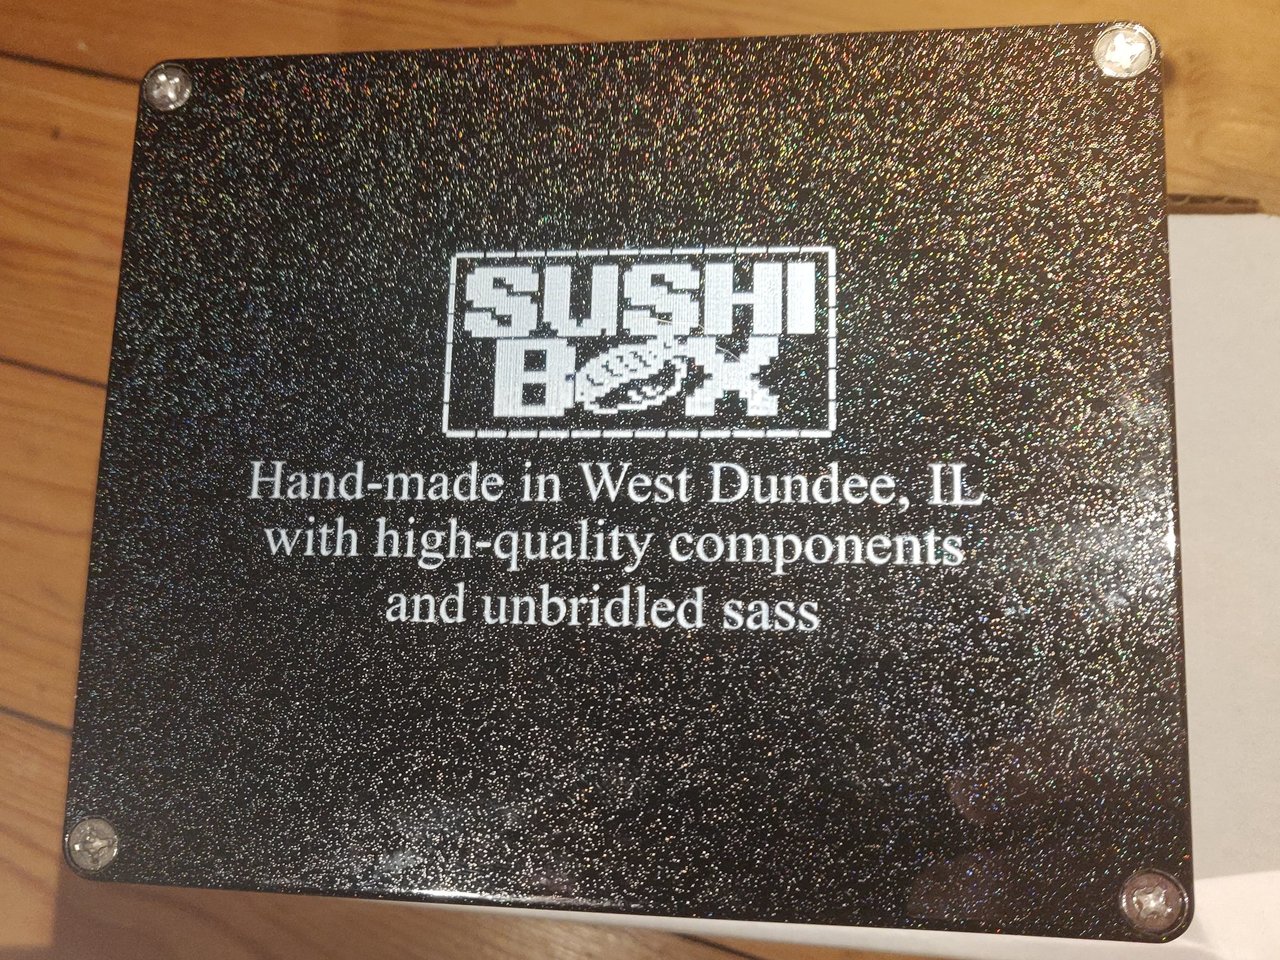 SUSHI
BOX
Hand-made in West Dundee, IL
with high-quality components
and unbridled sass